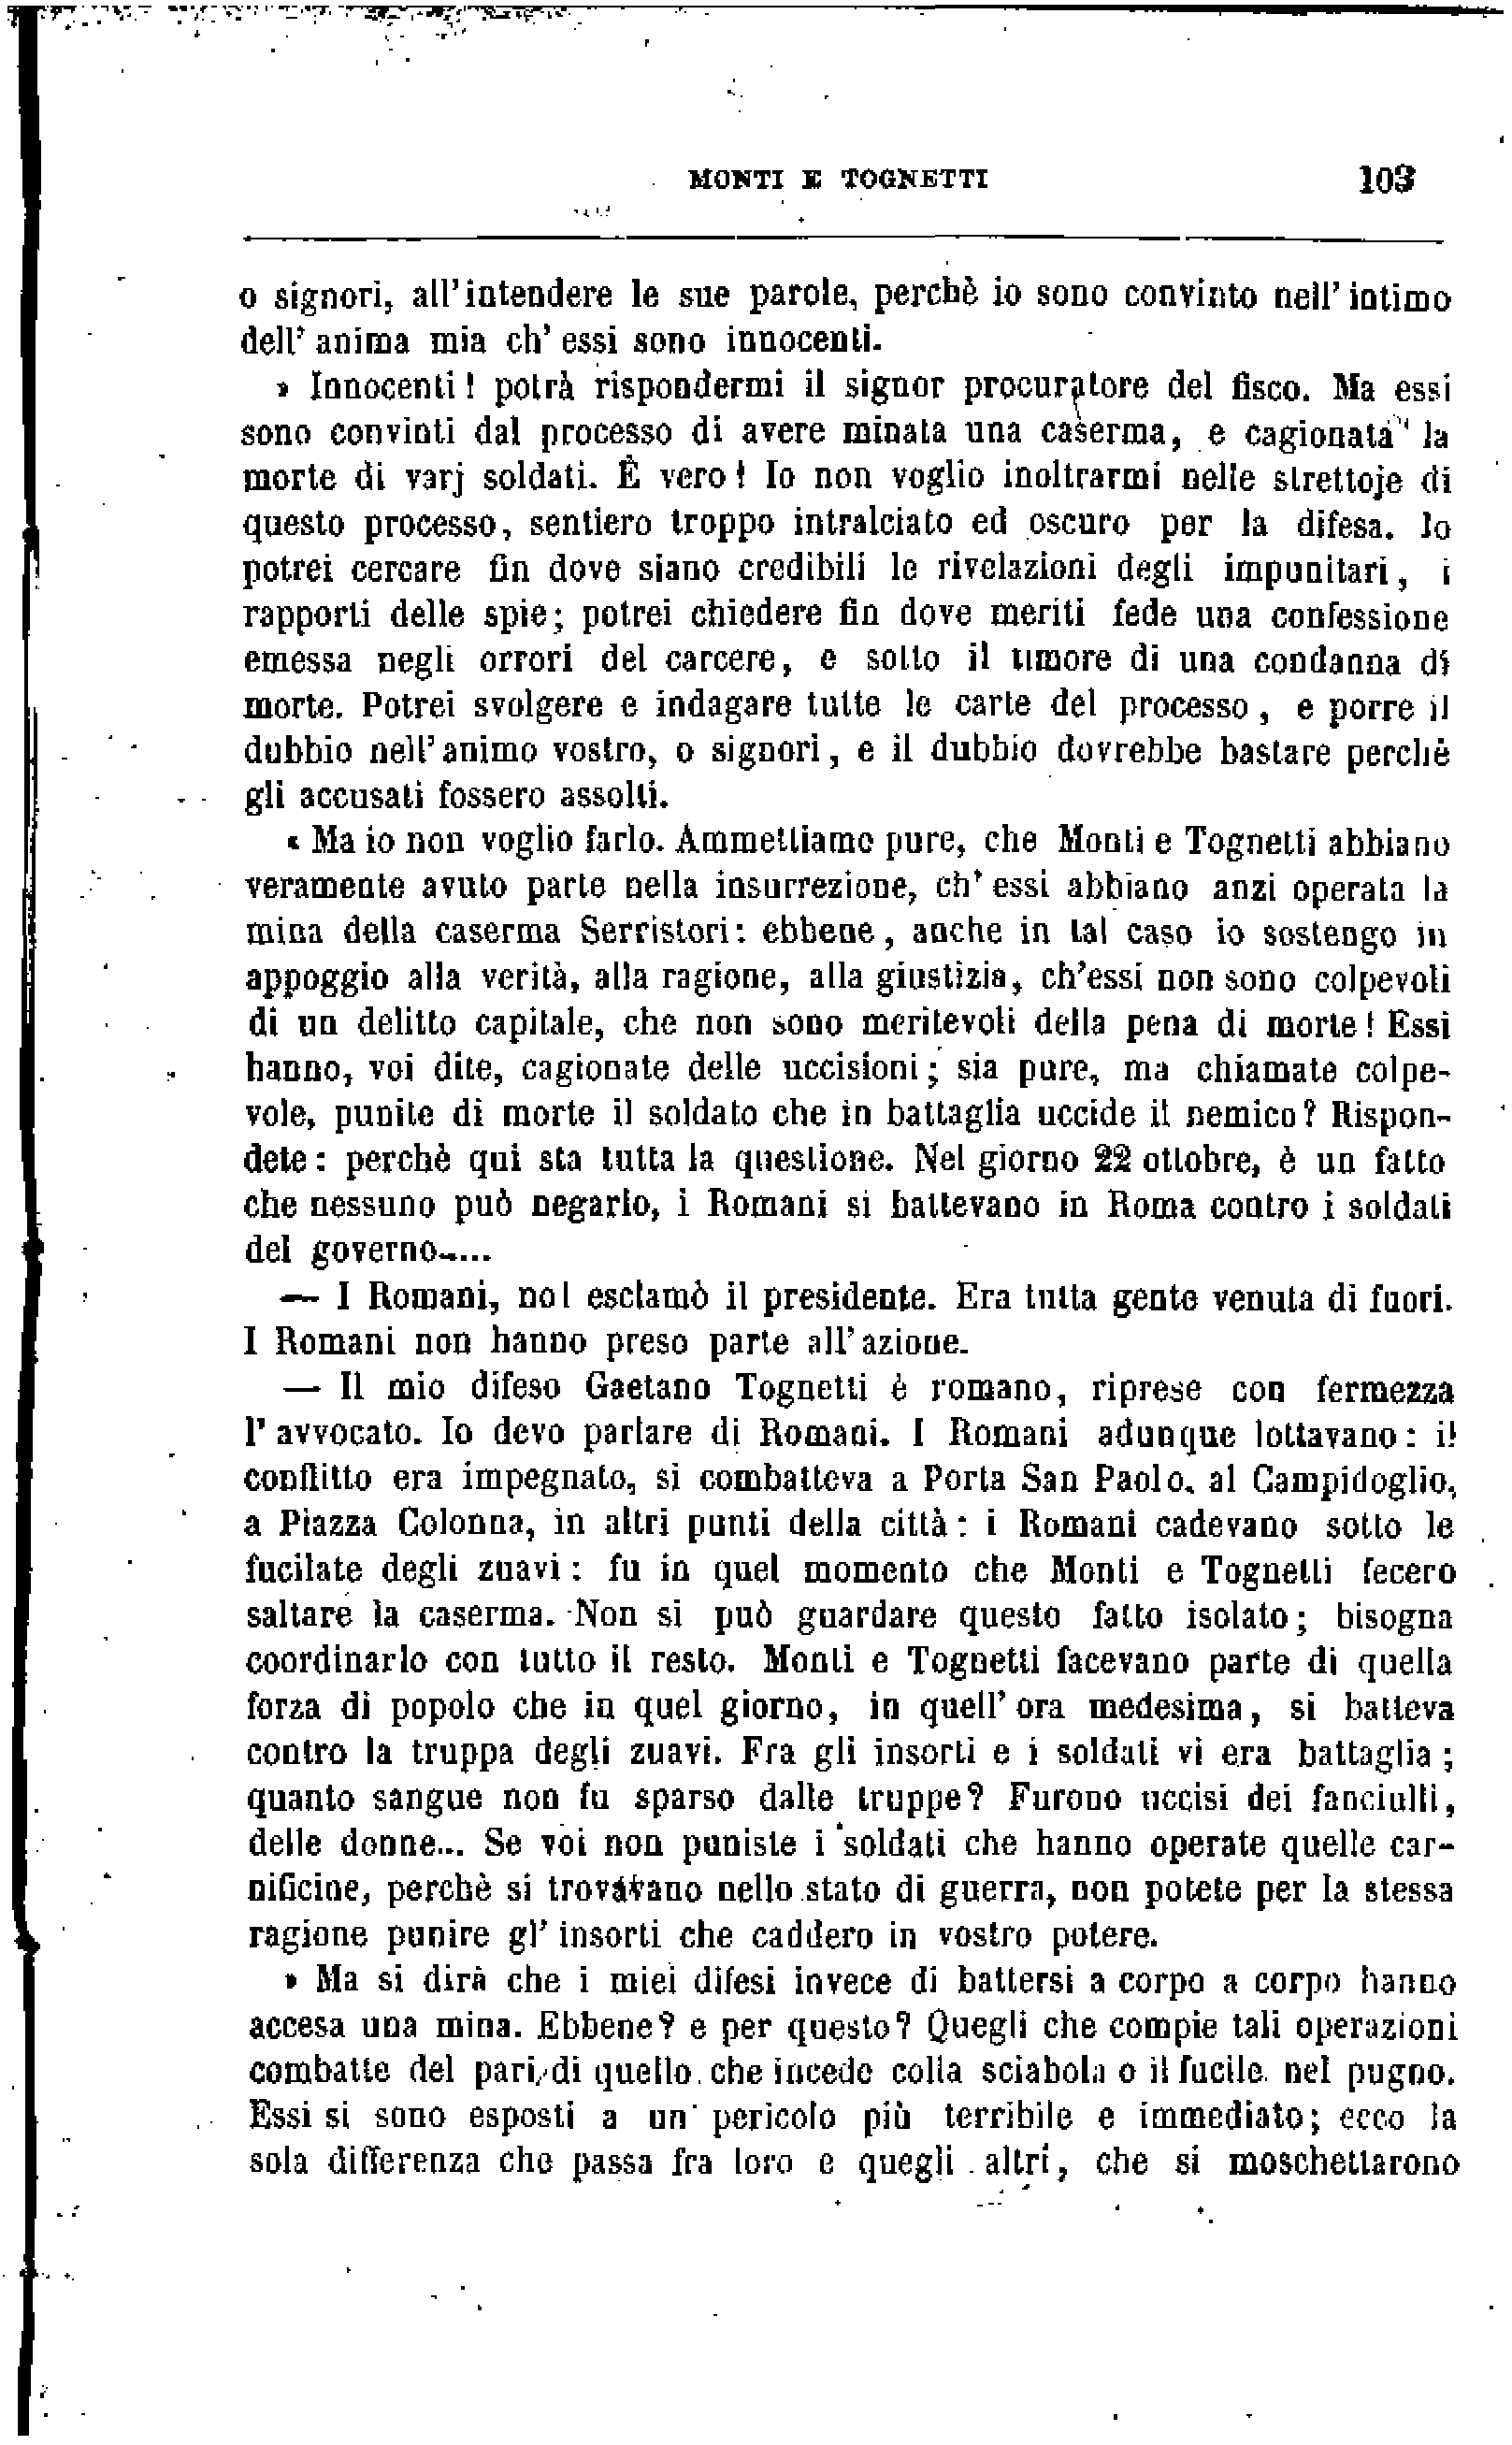 MONTI E TOGNETTI 103
o signori, all'intendere le sue parole, perchè io sono convinto nell'intimo
dell'anima mia ch'essi sono innocenti.
» Innocenti! potrà rispondermi il signor procuratore del fisco. Ma essi
sono convinti dal processo di avere minata una caserma, e cagionata la
morte di varj soldati. È vero! Io non voglio inoltrarmi nelle strettoje di
questo processo, sentiero troppo intralciato ed oscuro per la difesa. Io
potrei cercare fin dove siano credibili le rivelazioni degli impunitari, i
rapporti delle spie; potrei chiedere fin dove meriti fede una confessione
emessa negli orrori del carcere, e sotto il timore di una condanna di
morte. Potrei svolgere e indagare tutte le carte del processo, e porre il
dubbio nell'animo vostro, o signori, e il dubbio dovrebbe bastare perchè
gli accusati fossero assolti.
« Ma io non voglio farlo. Ammettiamo pure, che Monti e Tognetti abbiano
veramente avuto parte nella insurrezione, ch'essi abbiano anzi operata la
mina della caserma Serristori: ebbene, anche in tal caso io sostengo in
appoggio alla verità, alla ragione, alla giustizia, ch'essi non sono colpevoli
di un delitto capitale, che non sono meritevoli della pena di morte! Essi
hanno, voi dite, cagionate delle uccisioni; sia pure, ma chiamate colpe-
vole, punite di morte il soldato che in battaglia uccide il nemico? Rispon-
dete: perchè qui sta tutta la questione. Nel giorno 22 ottobre, è un fatto
che nessuno può negarlo, i Romani si battevano in Roma contro i soldati
del governo.....
— I Romani, no! esclamò il presidente. Era tutta gente venuta di fuori.
I Romani non hanno preso parte all'azione.
— Il mio difeso Gaetano Tognetti è romano, riprese con fermezza
l'avvocato. Io devo parlare di Romani. I Romani adunque lottavano: il
conflitto era impegnato, si combatteva a Porta San Paolo, al Campidoglio,
a Piazza Colonna, in altri punti della città: i Romani cadevano sotto le
fucilate degli zuavi: fu in quel momento che Monti e Tognetti fecero
saltare la caserma. Non si può guardare questo fatto isolato; bisogna
coordinarlo con tutto il resto. Monti e Tognetti facevano parte di quella
forza di popolo che in quel giorno, in quell'ora medesima, si batteva
contro la truppa degli zuavi. Fra gli insorti e i soldati vi era battaglia;
quanto sangue non fu sparso dalle truppe? Furono uccisi dei fanciulli,
delle donne... Se voi non puniste i soldati che hanno operate quelle car-
nificine, perchè si trovavano nello stato di guerra, non potete per la stessa
ragione punire gl'insorti che caddero in vostro potere.
» Ma si dirà che i miei difesi invece di battersi a corpo a corpo hanno
accesa una mina. Ebbene? e per questo? Quegli che compie tali operazioni
combatte del pari di quello che incede colla sciabola o il fucile nel pugno.
Essi si sono esposti a un pericolo più terribile e immediato; ecco la
sola differenza che passa fra loro e quegli altri, che si moschettarono